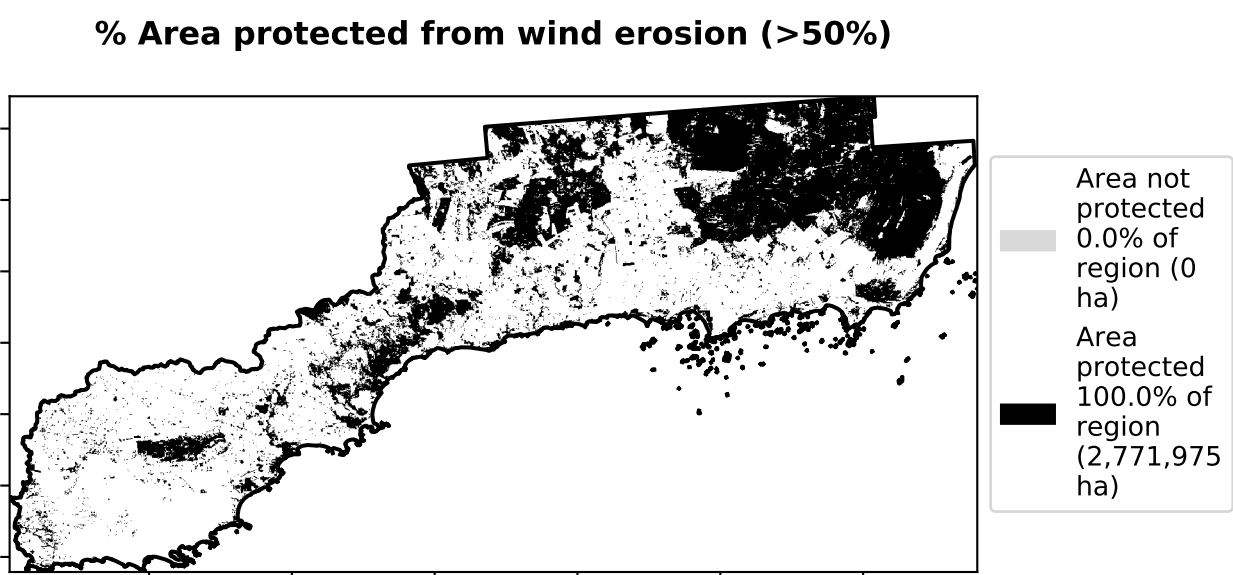 % Area protected from wind erosion (>50%)
Area not
protected
0.0% of
region (0
ha)
Area
protected
100.0% of
region
(2,771,975
ha)